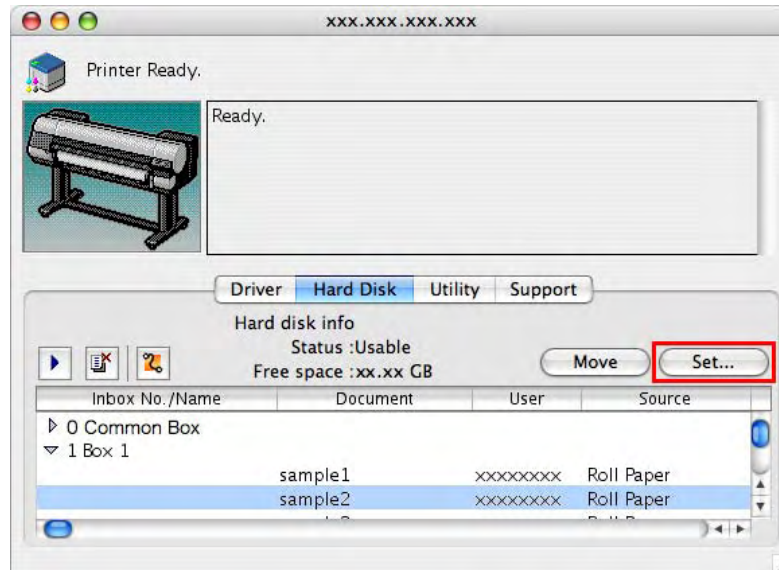 xxx.xxx.xxx.xxx
Printer Ready.
Ready.
Driver Hard Disk Utility Support
Hard disk info
Status :Usable
Free space :xx.xx GB
Move Set...
Inbox No./Name Document User Source
0 Common Box
1 Box 1
sample1 xxxxxxxx Roll Paper
sample2 xxxxxxxx Roll Paper